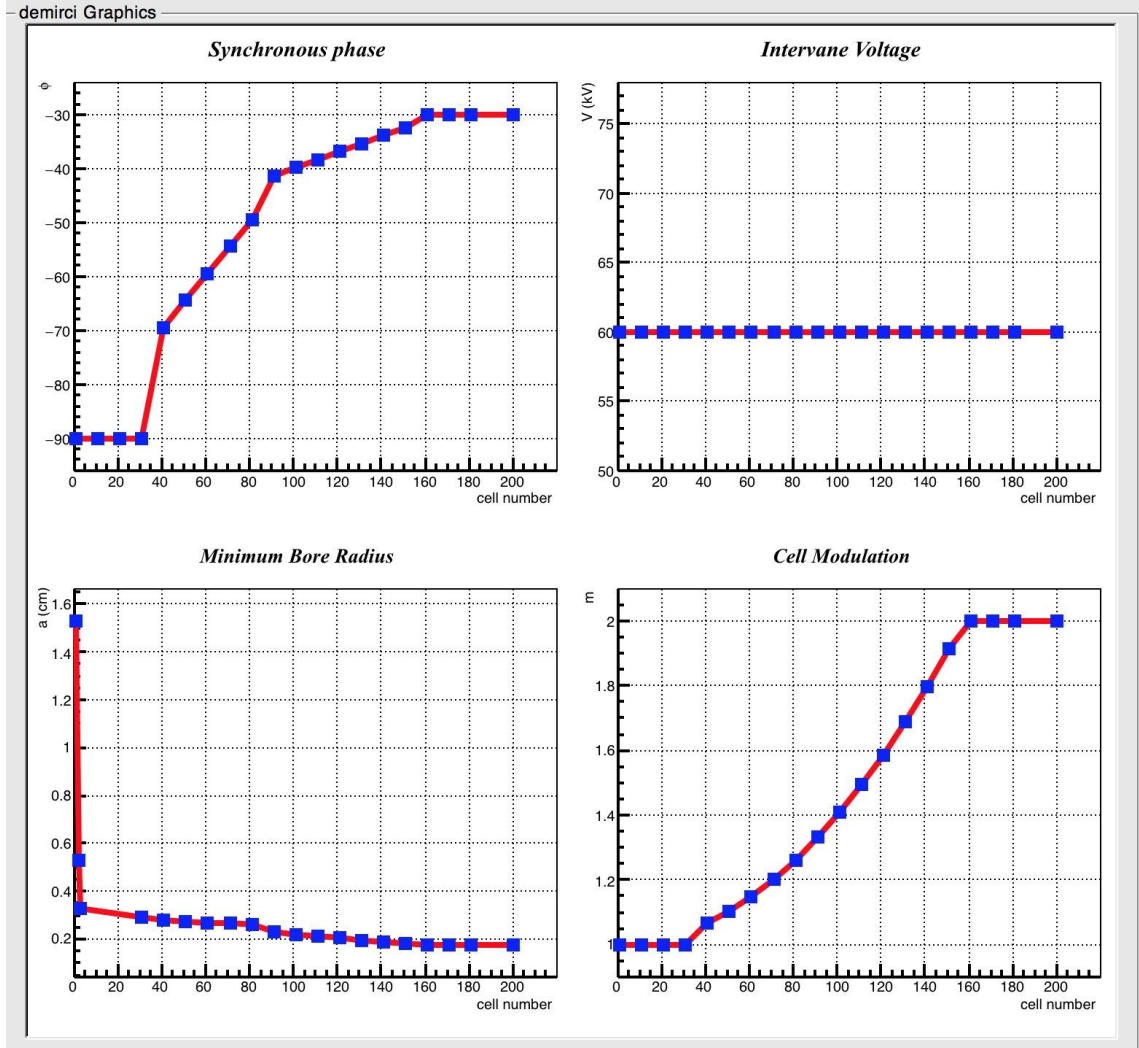 demirci Graphics
Synchronous phase
ϕ
−30
−40
−50
−60
−70
−80
−90
0 20 40 60 80 100 120 140 160 180 200
cell number
Intervane Voltage
V (kV)
75
70
65
60
55
50
0 20 40 60 80 100 120 140 160 180 200
cell number
Minimum Bore Radius
a (cm)
1.6
1.4
1.2
1
0.8
0.6
0.4
0.2
0 20 40 60 80 100 120 140 160 180 200
cell number
Cell Modulation
m
2
1.8
1.6
1.4
1.2
1
0 20 40 60 80 100 120 140 160 180 200
cell number